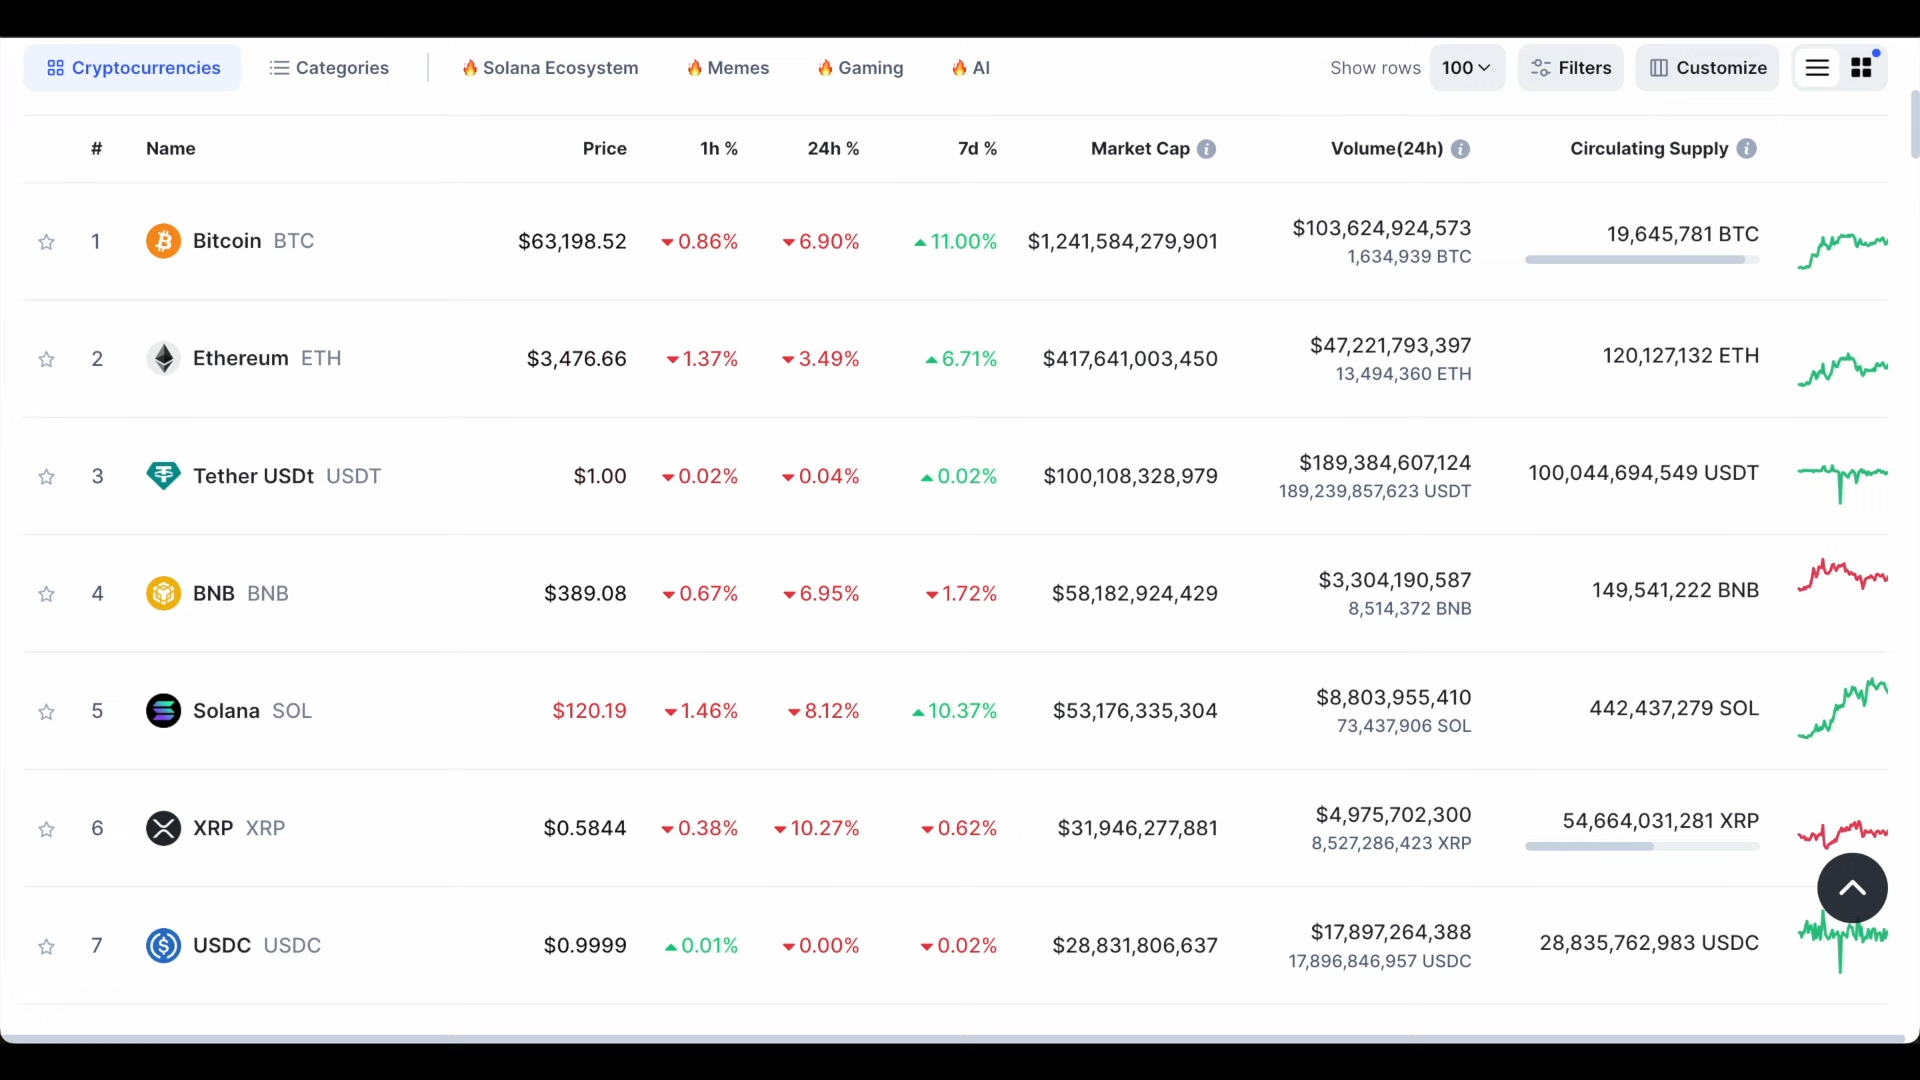 Cryptocurrencies Categories Solana Ecosystem Memes Gaming AI Show rows 100 Filters Customize
# Name Price 1h % 24h % 7d % Market Cap Volume(24h) Circulating Supply
1 Bitcoin BTC $63,198.52 0.86% 6.90% 11.00% $1,241,584,279,901 $103,624,924,573 19,645,781 BTC
1,634,939 BTC
2 Ethereum ETH $3,476.66 1.37% 3.49% 6.71% $417,641,003,450 $47,221,793,397 120,127,132 ETH
13,494,360 ETH
3 Tether USDt USDT $1.00 0.02% 0.04% 0.02% $100,108,328,979 $189,384,607,124 100,044,694,549 USDT
189,239,857,623 USDT
4 BNB BNB $389.08 0.67% 6.95% 1.72% $58,182,924,429 $3,304,190,587 149,541,222 BNB
8,514,372 BNB
5 Solana SOL $120.19 1.46% 8.12% 10.37% $53,176,335,304 $8,803,955,410 442,437,279 SOL
73,437,906 SOL
6 XRP XRP $0.5844 0.38% 10.27% 0.62% $31,946,277,881 $4,975,702,300 54,664,031,281 XRP
8,527,286,423 XRP
7 USDC USDC $0.9999 0.01% 0.00% 0.02% $28,831,806,637 $17,897,264,388 28,835,762,983 USDC
17,896,846,957 USDC